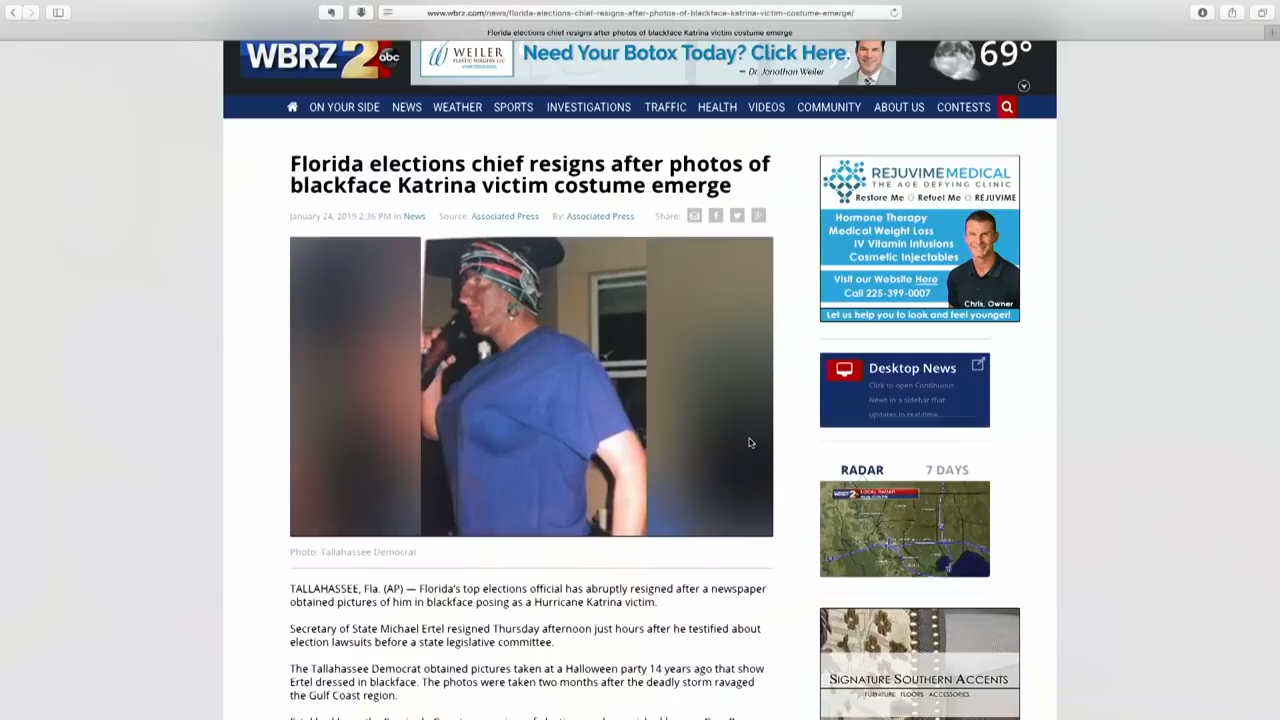 www.wbrz.com/news/florida-elections-chief-resigns-after-photos-of-blackface-katrina-victim-costume-emerge/
Florida elections chief resigns after photos of blackface Katrina victim costume emerge
WBRZ 2 abc
WEILER
PLASTIC SURGERY
Need Your Botox Today? Click Here
— Dr. Jonathan Weiler
69°
ON YOUR SIDE NEWS WEATHER SPORTS INVESTIGATIONS TRAFFIC HEALTH VIDEOS COMMUNITY ABOUT US CONTESTS
Florida elections chief resigns after photos of
blackface Katrina victim costume emerge
January 24, 2019 2:36 PM in News Source: Associated Press By: Associated Press Share:
Photo: Tallahassee Democrat
TALLAHASSEE, Fla. (AP) — Florida's top elections official has abruptly resigned after a newspaper
obtained pictures of him in blackface posing as a Hurricane Katrina victim.
Secretary of State Michael Ertel resigned Thursday afternoon just hours after he testified about
election lawsuits before a state legislative committee.
The Tallahassee Democrat obtained pictures taken at a Halloween party 14 years ago that show
Ertel dressed in blackface. The photos were taken two months after the deadly storm ravaged
the Gulf Coast region.
REJUVIMEMEDICAL
THE AGE DEFYING CLINIC
Restore Me Refuel Me REJUVIME
Hormone Therapy
Medical Weight Loss
IV Vitamin Infusions
Cosmetic Injectables
Visit our Website Here
Call 225-399-0007
Chris, Owner
Let us help you to look and feel younger!
Desktop News
Click to open Continuous
News in a sidebar that
updates in real-time.
RADAR 7 DAYS
WBRZ 2 LOCAL RADAR
SIGNATURE SOUTHERN ACCENTS
FURNITURE FLOORS ACCESSORIES